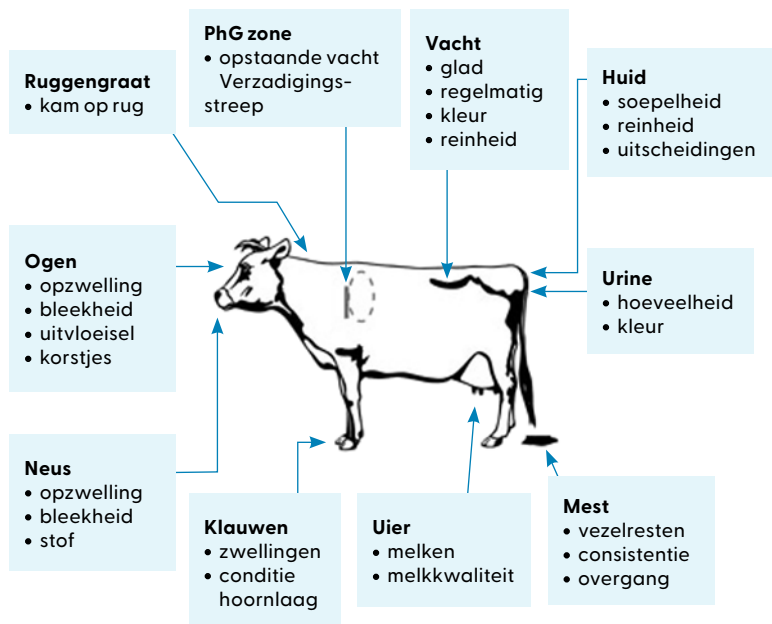 PhG zone
• opstaande vacht
Verzadigings-
streep
Vacht
• glad
• regelmatig
• kleur
• reinheid
Ruggengraat
• kam op rug
Huid
• soepelheid
• reinheid
• uitscheidingen
Ogen
• opzwelling
• bleekheid
• uitvloeisel
• korstjes
Urine
• hoeveelheid
• kleur
Neus
• opzwelling
• bleekheid
• stof
Klauwen
• zwellingen
• conditie
hoornlaag
Uier
• melken
• melkkwaliteit
Mest
• vezelresten
• consistentie
• overgang